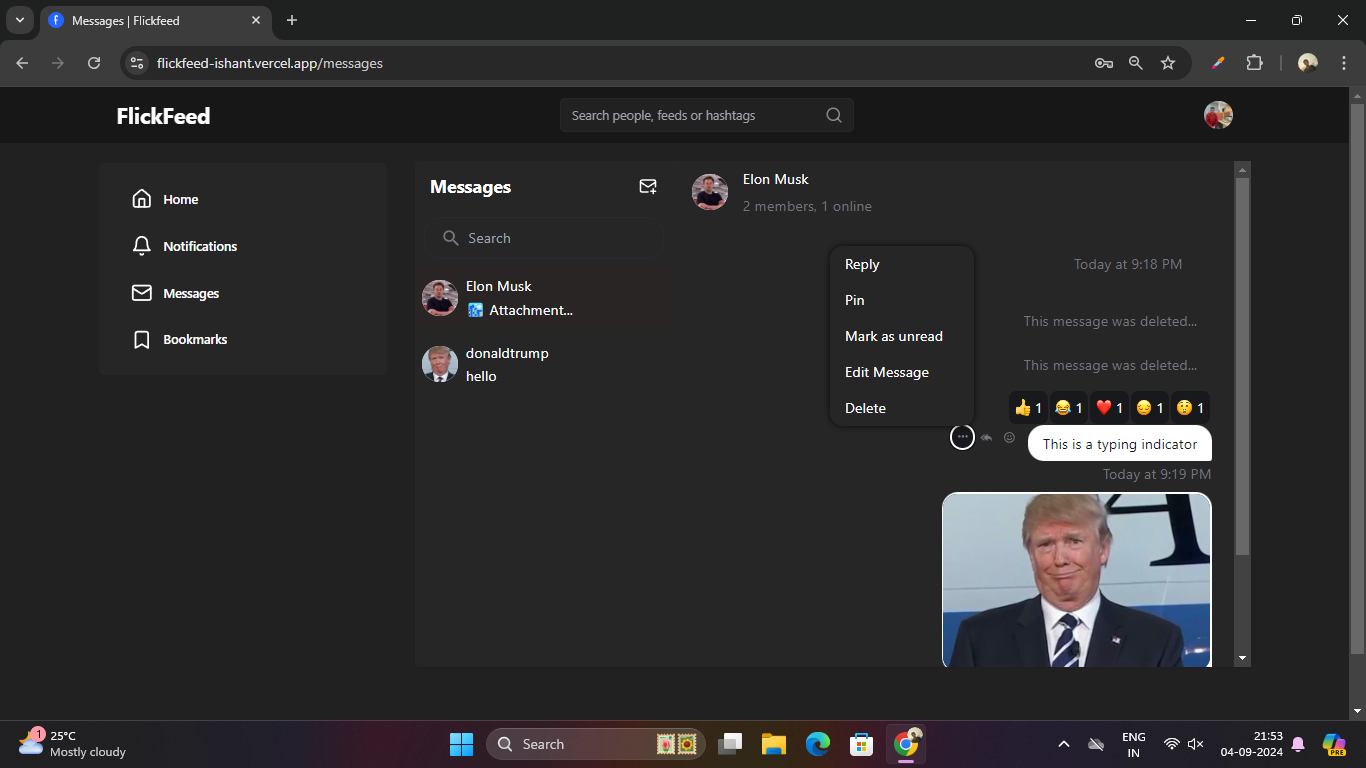 Messages | Flickfeed
flickfeed-ishant.vercel.app/messages
FlickFeed
Search people, feeds or hashtags
Home
Notifications
Messages
Bookmarks
Messages
Search
Elon Musk
Attachment...
donaldtrump
hello
Elon Musk
2 members, 1 online
Today at 9:18 PM
This message was deleted...
This message was deleted...
Reply
Pin
Mark as unread
Edit Message
Delete
👍 1 😂 1 ❤️ 1 😔 1 😲 1
This is a typing indicator
Today at 9:19 PM
A
1
25°C
Mostly cloudy
Search
ENG
IN
21:53
04-09-2024
PRE